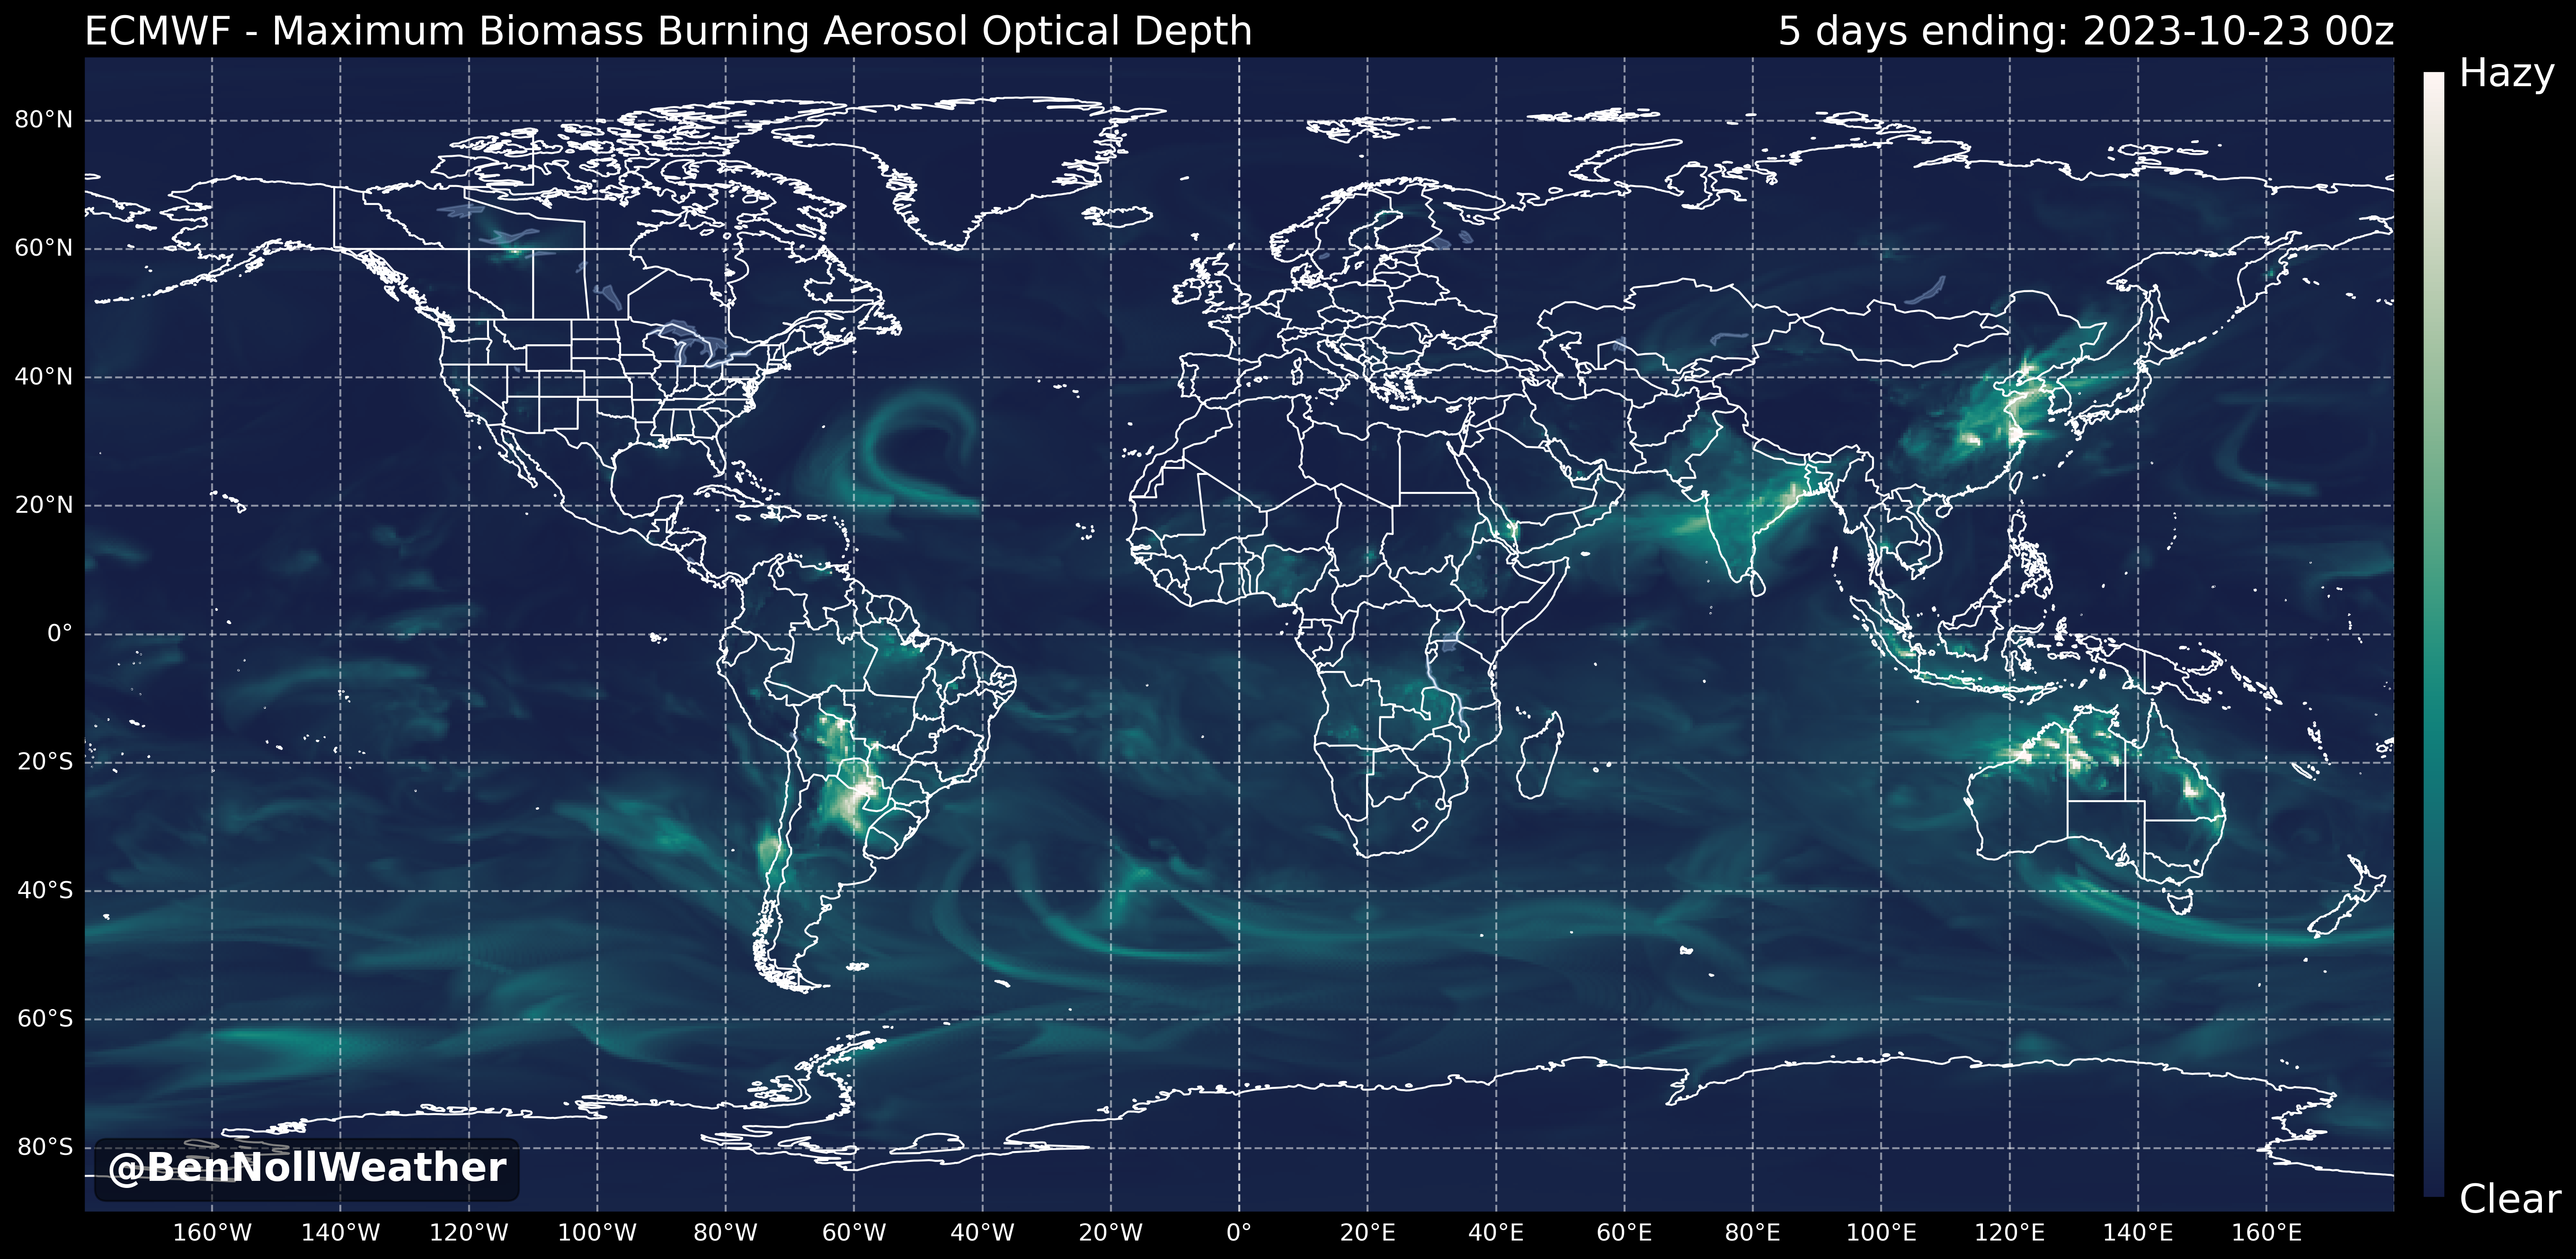 ECMWF - Maximum Biomass Burning Aerosol Optical Depth
5 days ending: 2023-10-23 00z
Hazy
80°N
60°N
40°N
20°N
0°
20°S
40°S
60°S
80°S
@BenNollWeather
Clear
160°W 140°W 120°W 100°W 80°W 60°W 40°W 20°W 0° 20°E 40°E 60°E 80°E 100°E 120°E 140°E 160°E